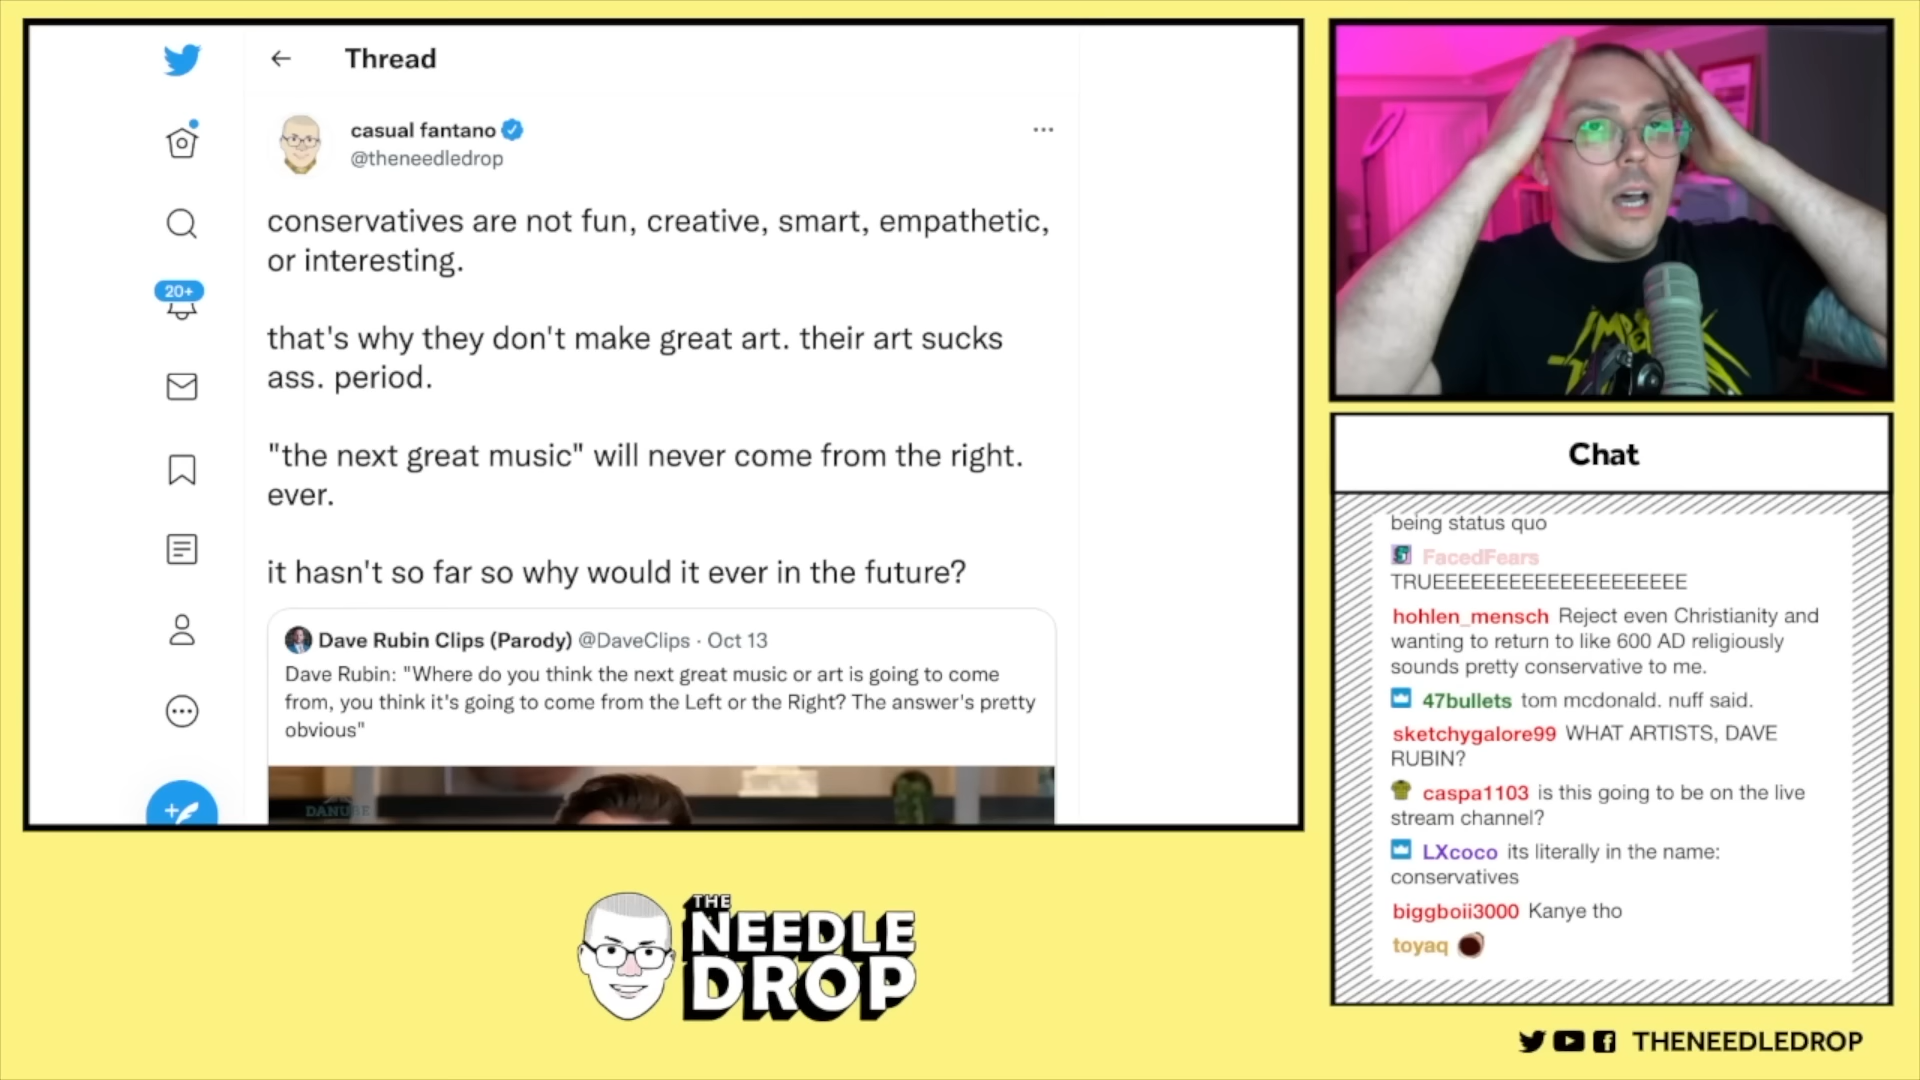 Thread
casual fantano
@theneedledrop
conservatives are not fun, creative, smart, empathetic,
or interesting.
that's why they don't make great art. their art sucks
ass. period.
"the next great music" will never come from the right.
ever.
it hasn't so far so why would it ever in the future?
20+
Dave Rubin Clips (Parody) @DaveClips · Oct 13
Dave Rubin: "Where do you think the next great music or art is going to come
from, you think it's going to come from the Left or the Right? The answer's pretty
obvious"
DANUBE
THE
NEEDLE
DROP
Chat
being status quo
FacedFears
TRUEEEEEEEEEEEEEEEEEEEE
hohlen_mensch Reject even Christianity and
wanting to return to like 600 AD religiously
sounds pretty conservative to me.
47bullets tom mcdonald. nuff said.
sketchygalore99 WHAT ARTISTS, DAVE
RUBIN?
caspa1103 is this going to be on the live
stream channel?
LXcoco its literally in the name:
conservatives
biggboii3000 Kanye tho
toyaq
THENEEDLEDROP